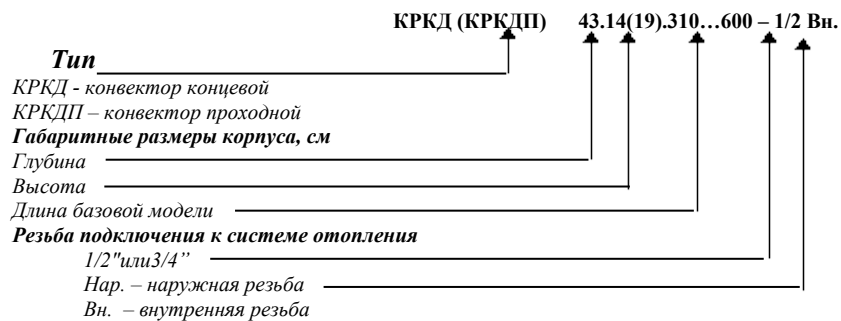 КРКД (КРКДП) 43.14(19).310…600 – 1/2 Вн.
Тип
КРКД - конвектор концевой
КРКДП – конвектор проходной
Габаритные размеры корпуса, см
Глубина
Высота
Длина базовой модели
Резьба подключения к системе отопления
1/2"или3/4”
Нар. – наружная резьба
Вн. – внутренняя резьба